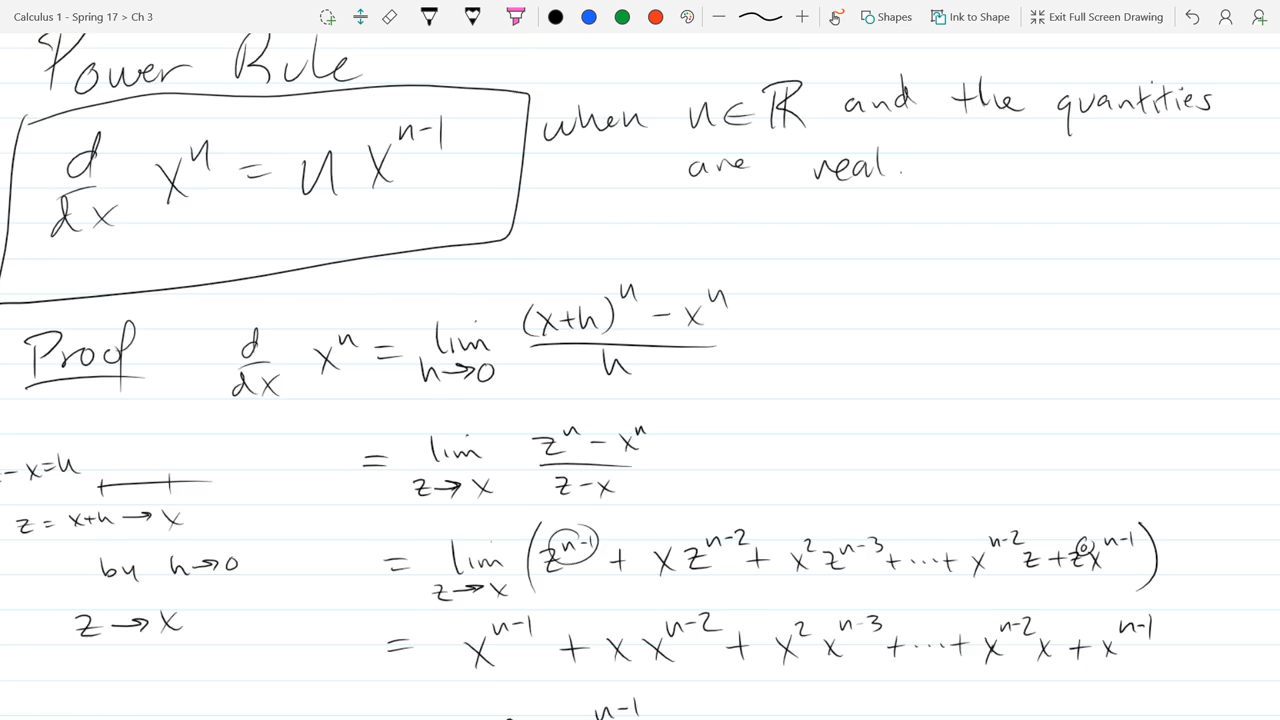 Calculus 1 - Spring 17 > Ch 3 Shapes Ink to Shape Exit Full Screen Drawing
Power Rule
d/dx x^n = n x^(n-1) when n ∈ ℝ and the quantities
are real.
Proof d/dx x^n = lim h→0 ((x+h)^n - x^n)/h
-x=h = lim z→x (z^n - x^n)/(z-x)
z = x+h → x
by h→0 = lim z→x (z^(n-1) + x z^(n-2) + x^2 z^(n-3) + ... + x^(n-2) z + z^0 x^(n-1))
z → x = x^(n-1) + x x^(n-2) + x^2 x^(n-3) + ... + x^(n-2) x + x^(n-1)
n-1